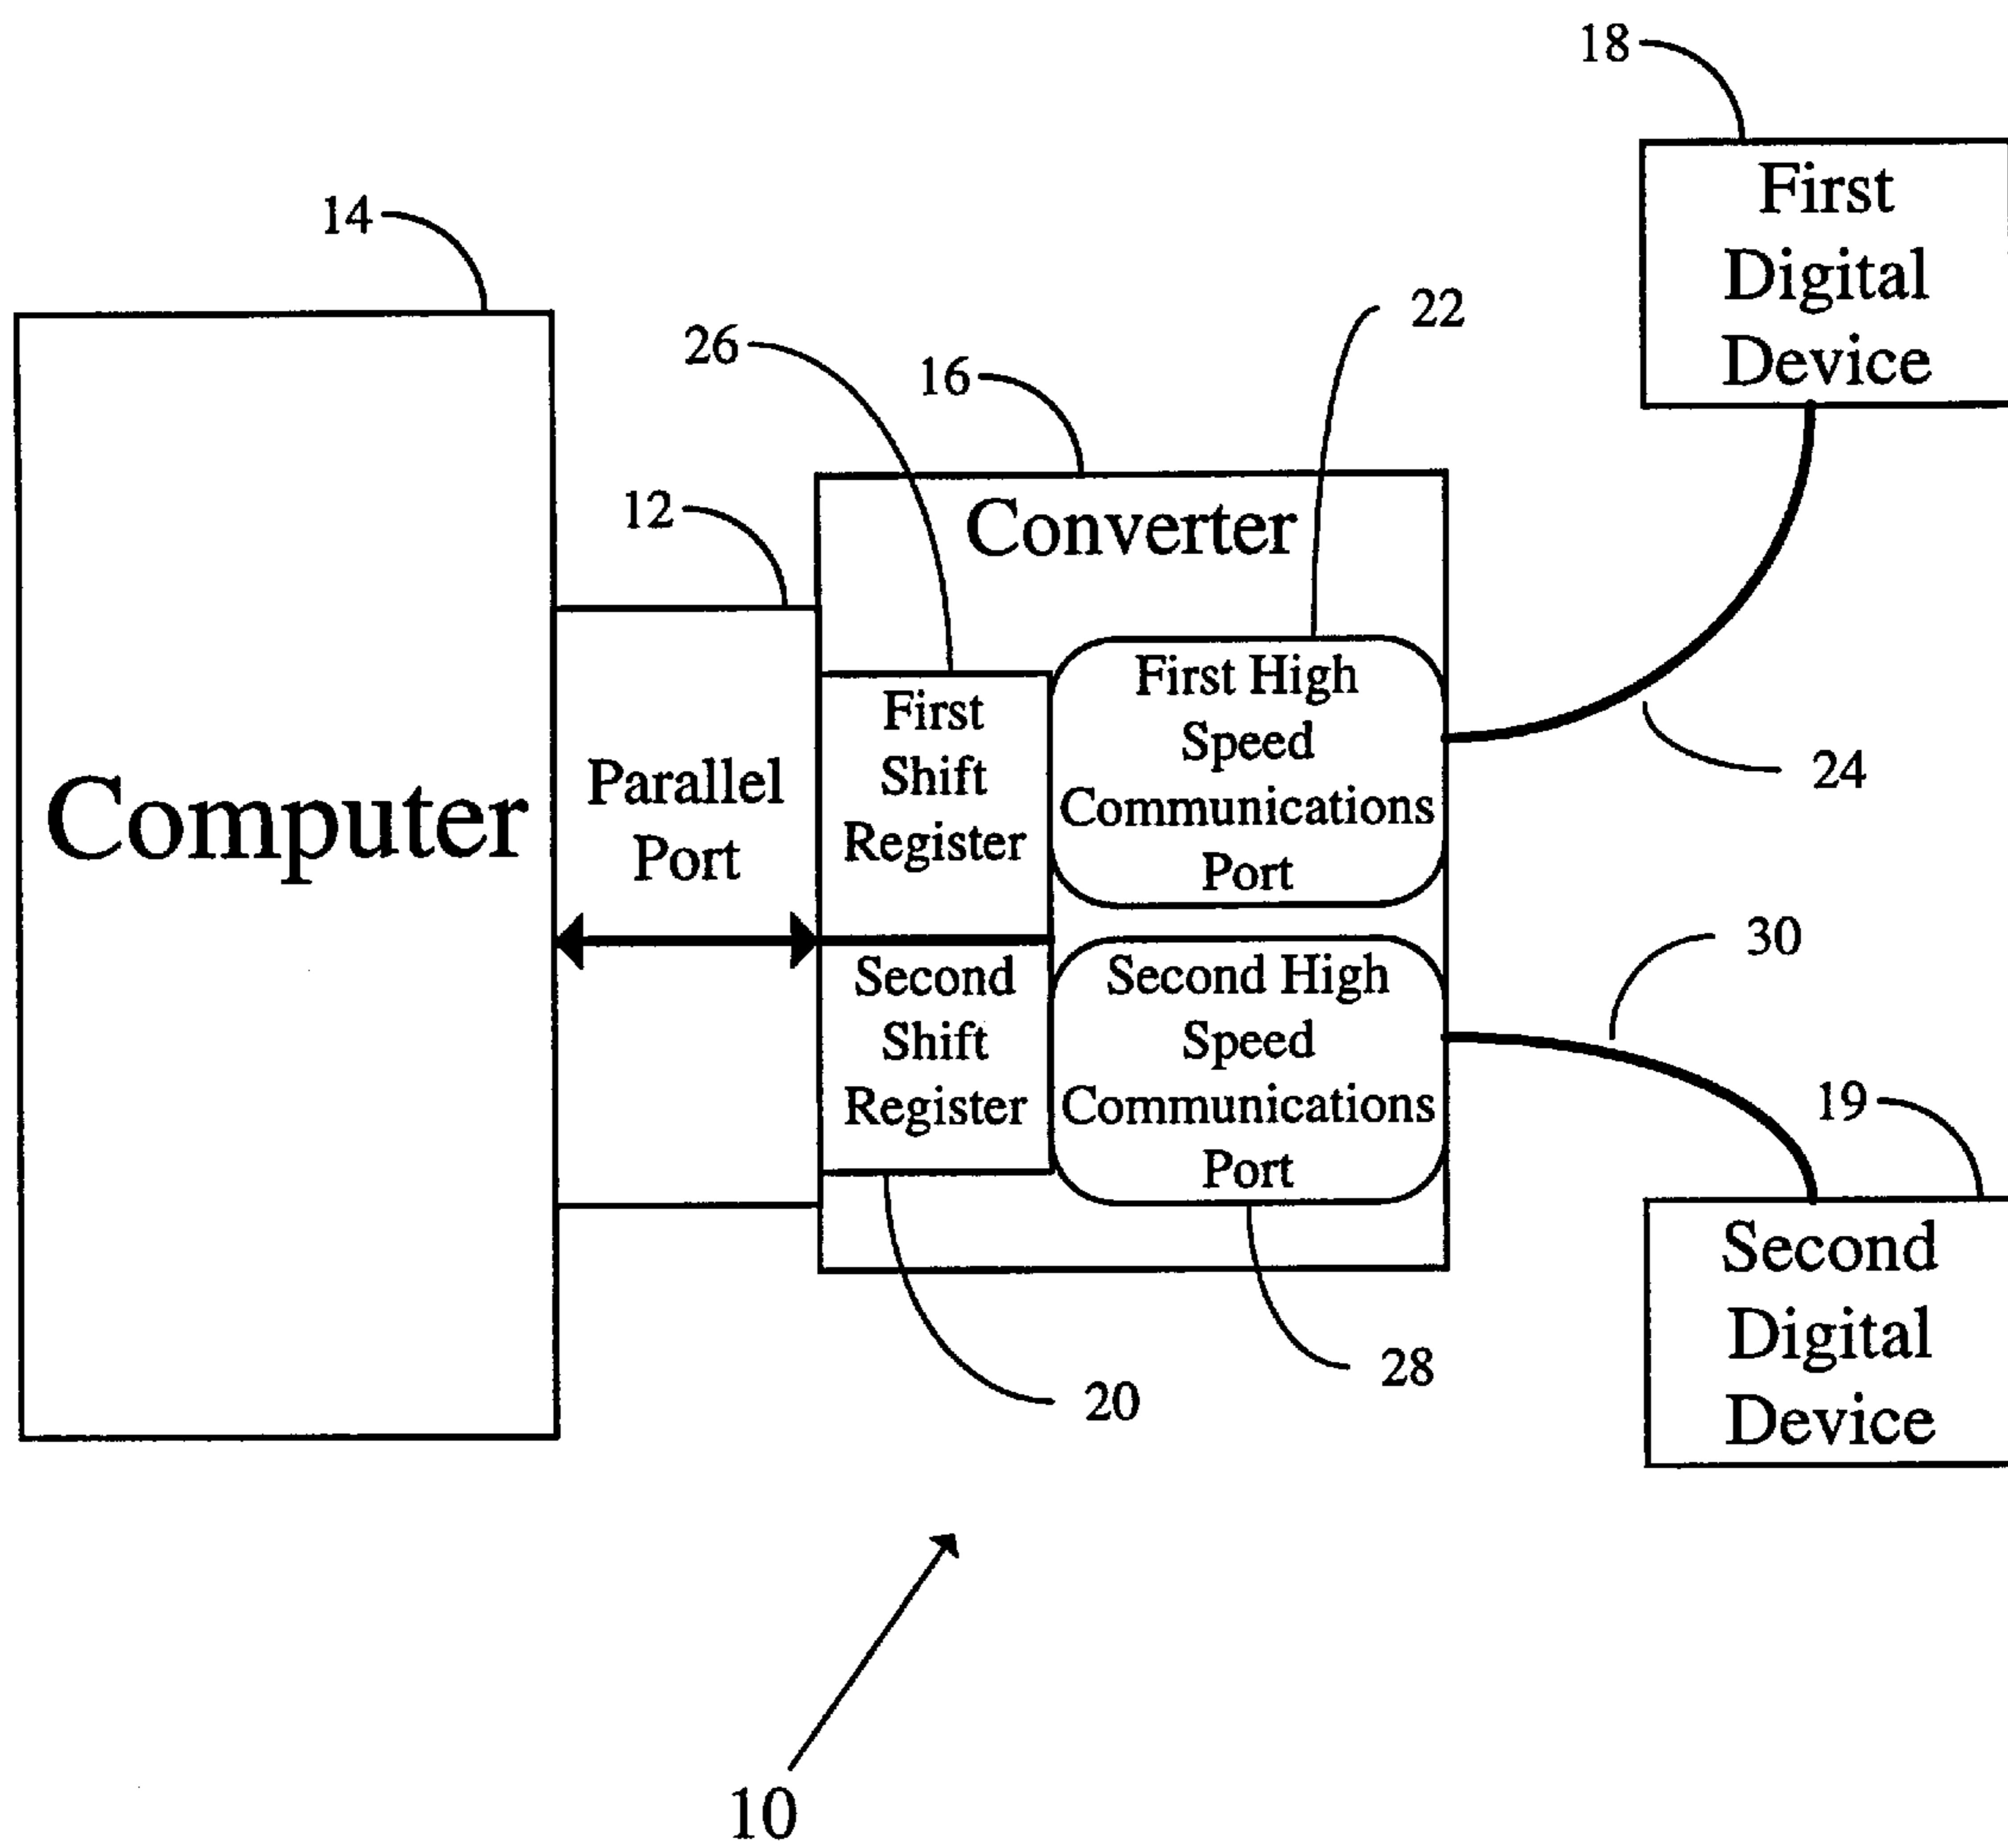 18
First
Digital
Device
14
22
26
16
12
Converter
First High
Speed
Communications
Port
First
Shift
Register
24
Computer
Parallel
Port
30
Second
Shift
Register
Second High
Speed
Communications
Port
19
Second
Digital
Device
28
20
10